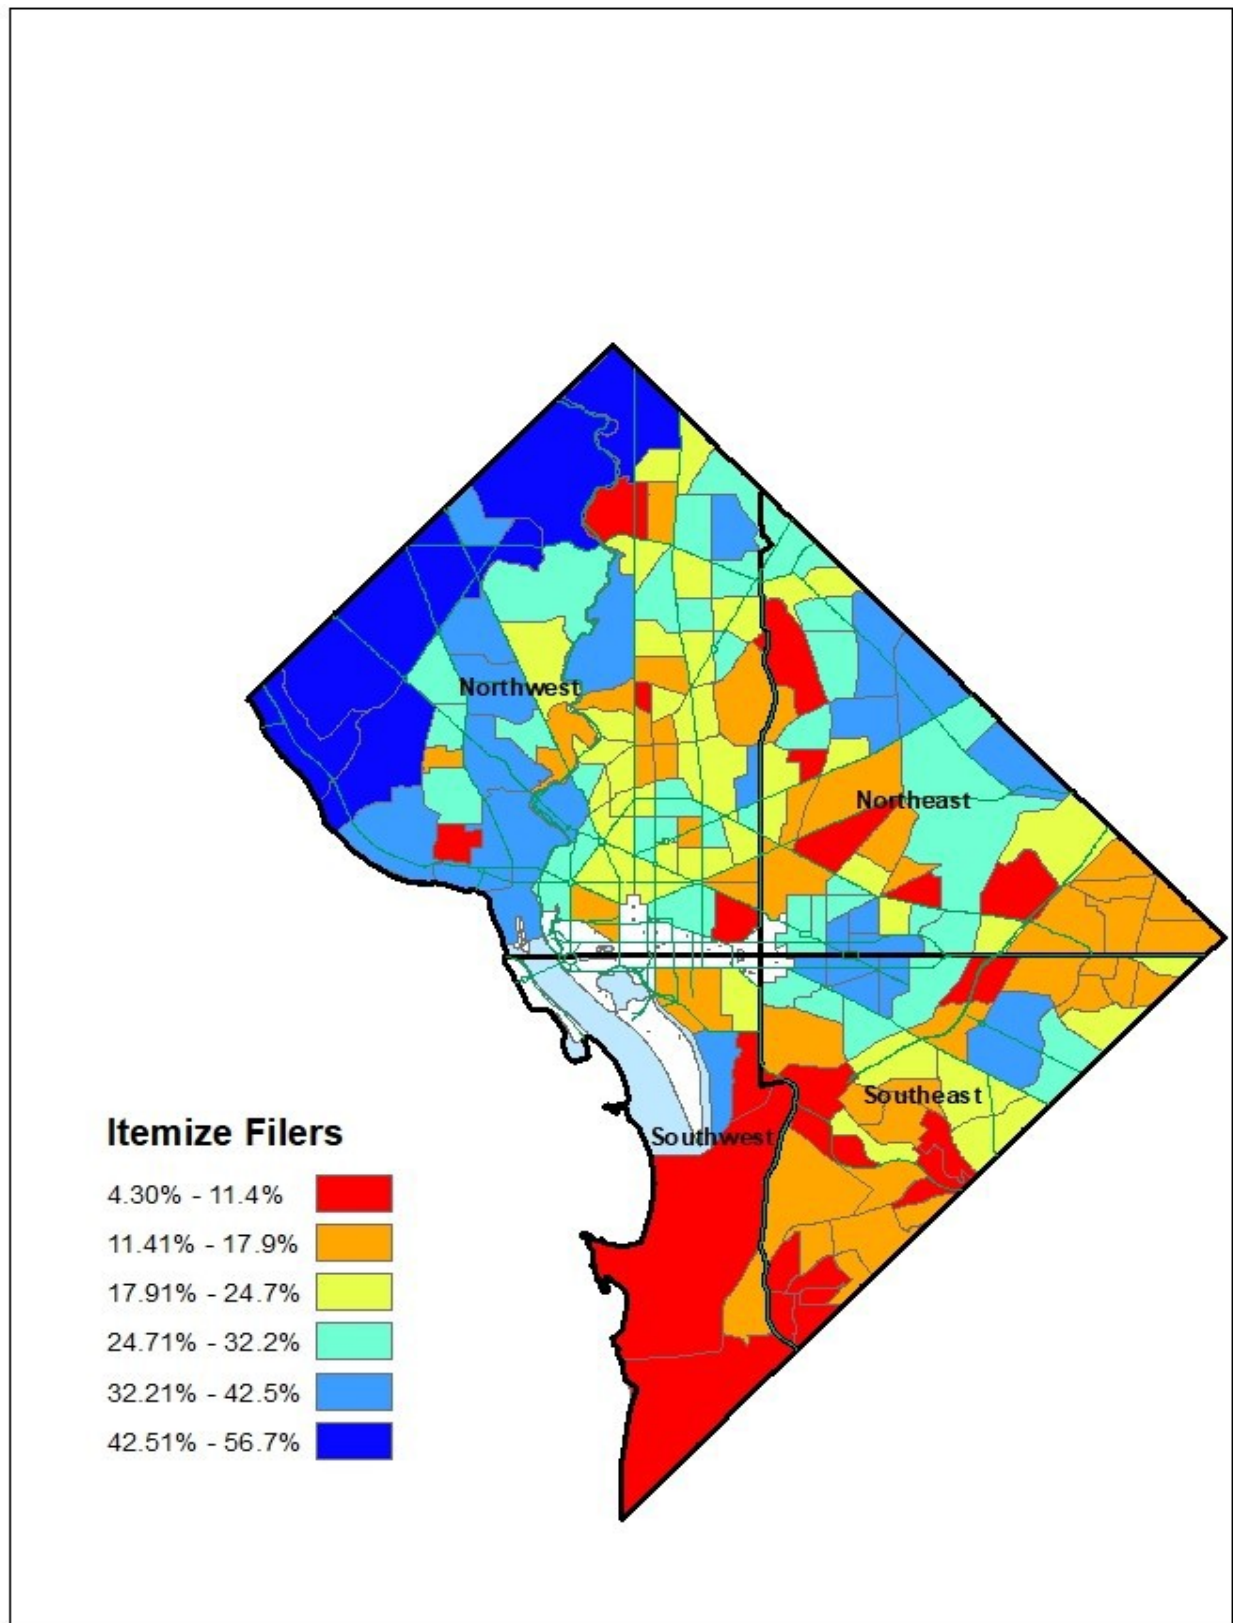 Northwest
Northeast
Southeast
Southwest
Itemize Filers
4.30% - 11.4%
11.41% - 17.9%
17.91% - 24.7%
24.71% - 32.2%
32.21% - 42.5%
42.51% - 56.7%